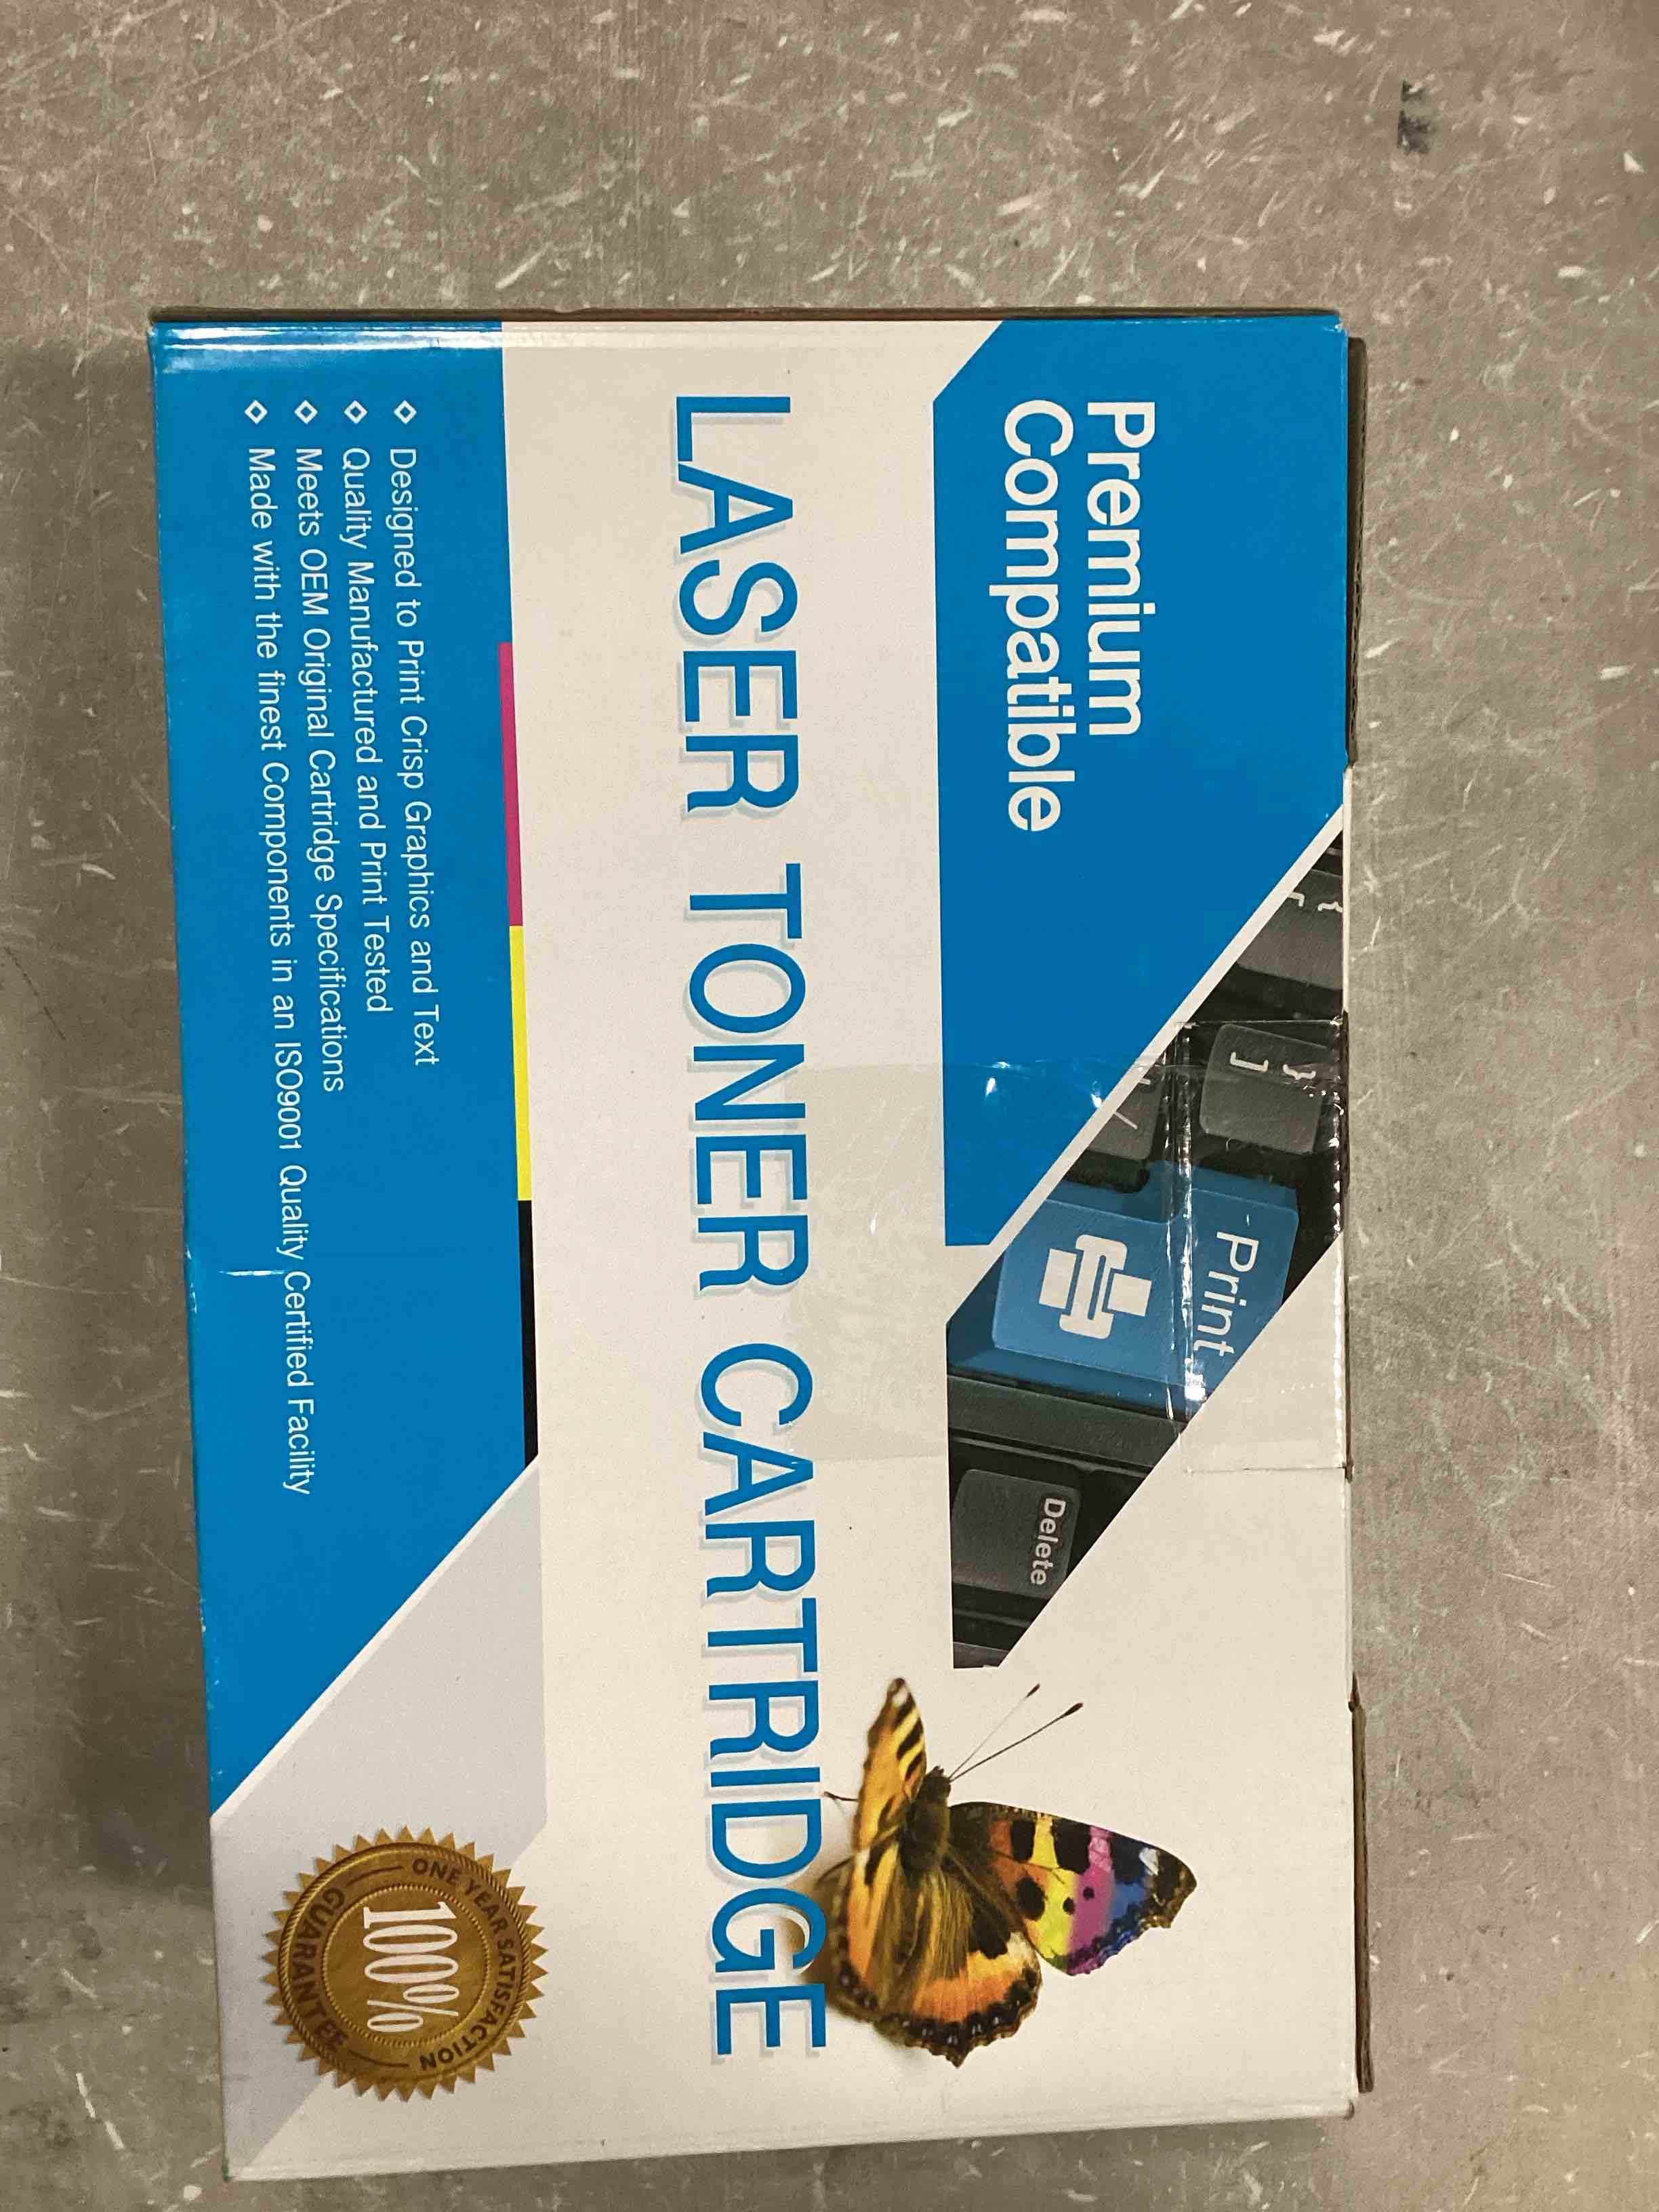 Premium
Compatible
} ]
Print
Delete
LASER TONER CARTRIDGE
Designed to Print Crisp Graphics and Text
Quality Manufactured and Print Tested
Meets OEM Original Cartridge Specifications
Made with the finest Components in an ISO9001 Quality Certified Facility
ONE YEAR SATISFACTION
100%
GUARANTEE